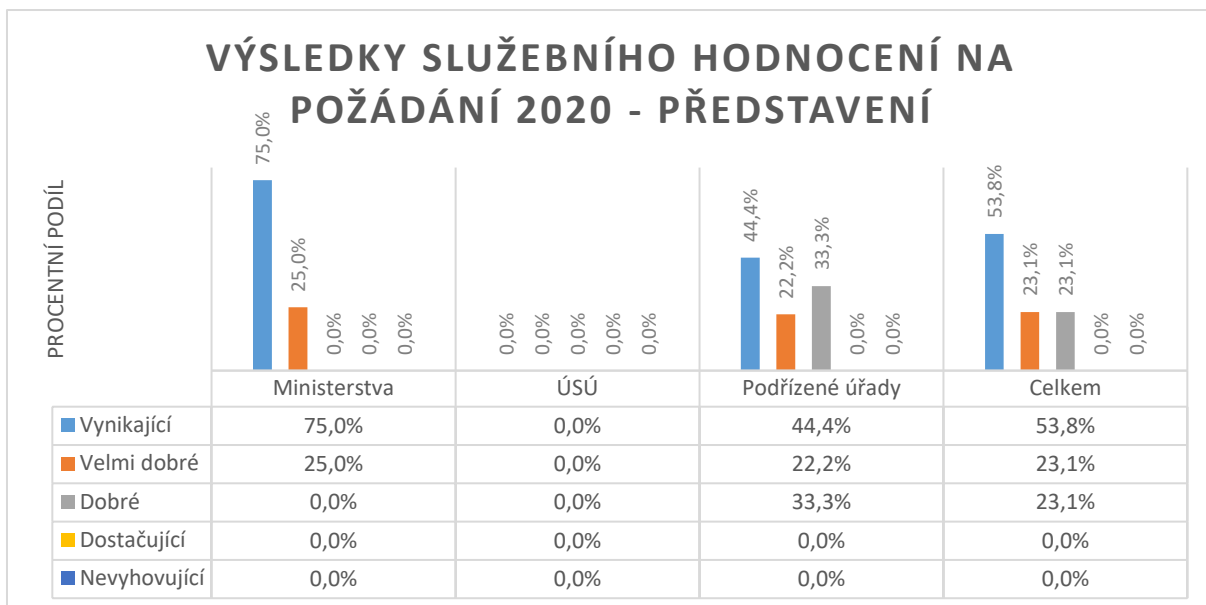 VÝSLEDKY SLUŽEBNÍHO HODNOCENÍ NA
POŽÁDÁNÍ 2020 - PŘEDSTAVENÍ
PROCENTNÍ PODÍL
75,0%
25,0%
0,0%
0,0%
0,0%
0,0%
0,0%
0,0%
0,0%
0,0%
44,4%
22,2%
33,3%
0,0%
0,0%
53,8%
23,1%
23,1%
0,0%
0,0%
Ministerstva ÚSÚ Podřízené úřady Celkem
Vynikající 75,0% 0,0% 44,4% 53,8%
Velmi dobré 25,0% 0,0% 22,2% 23,1%
Dobré 0,0% 0,0% 33,3% 23,1%
Dostačující 0,0% 0,0% 0,0% 0,0%
Nevyhovující 0,0% 0,0% 0,0% 0,0%